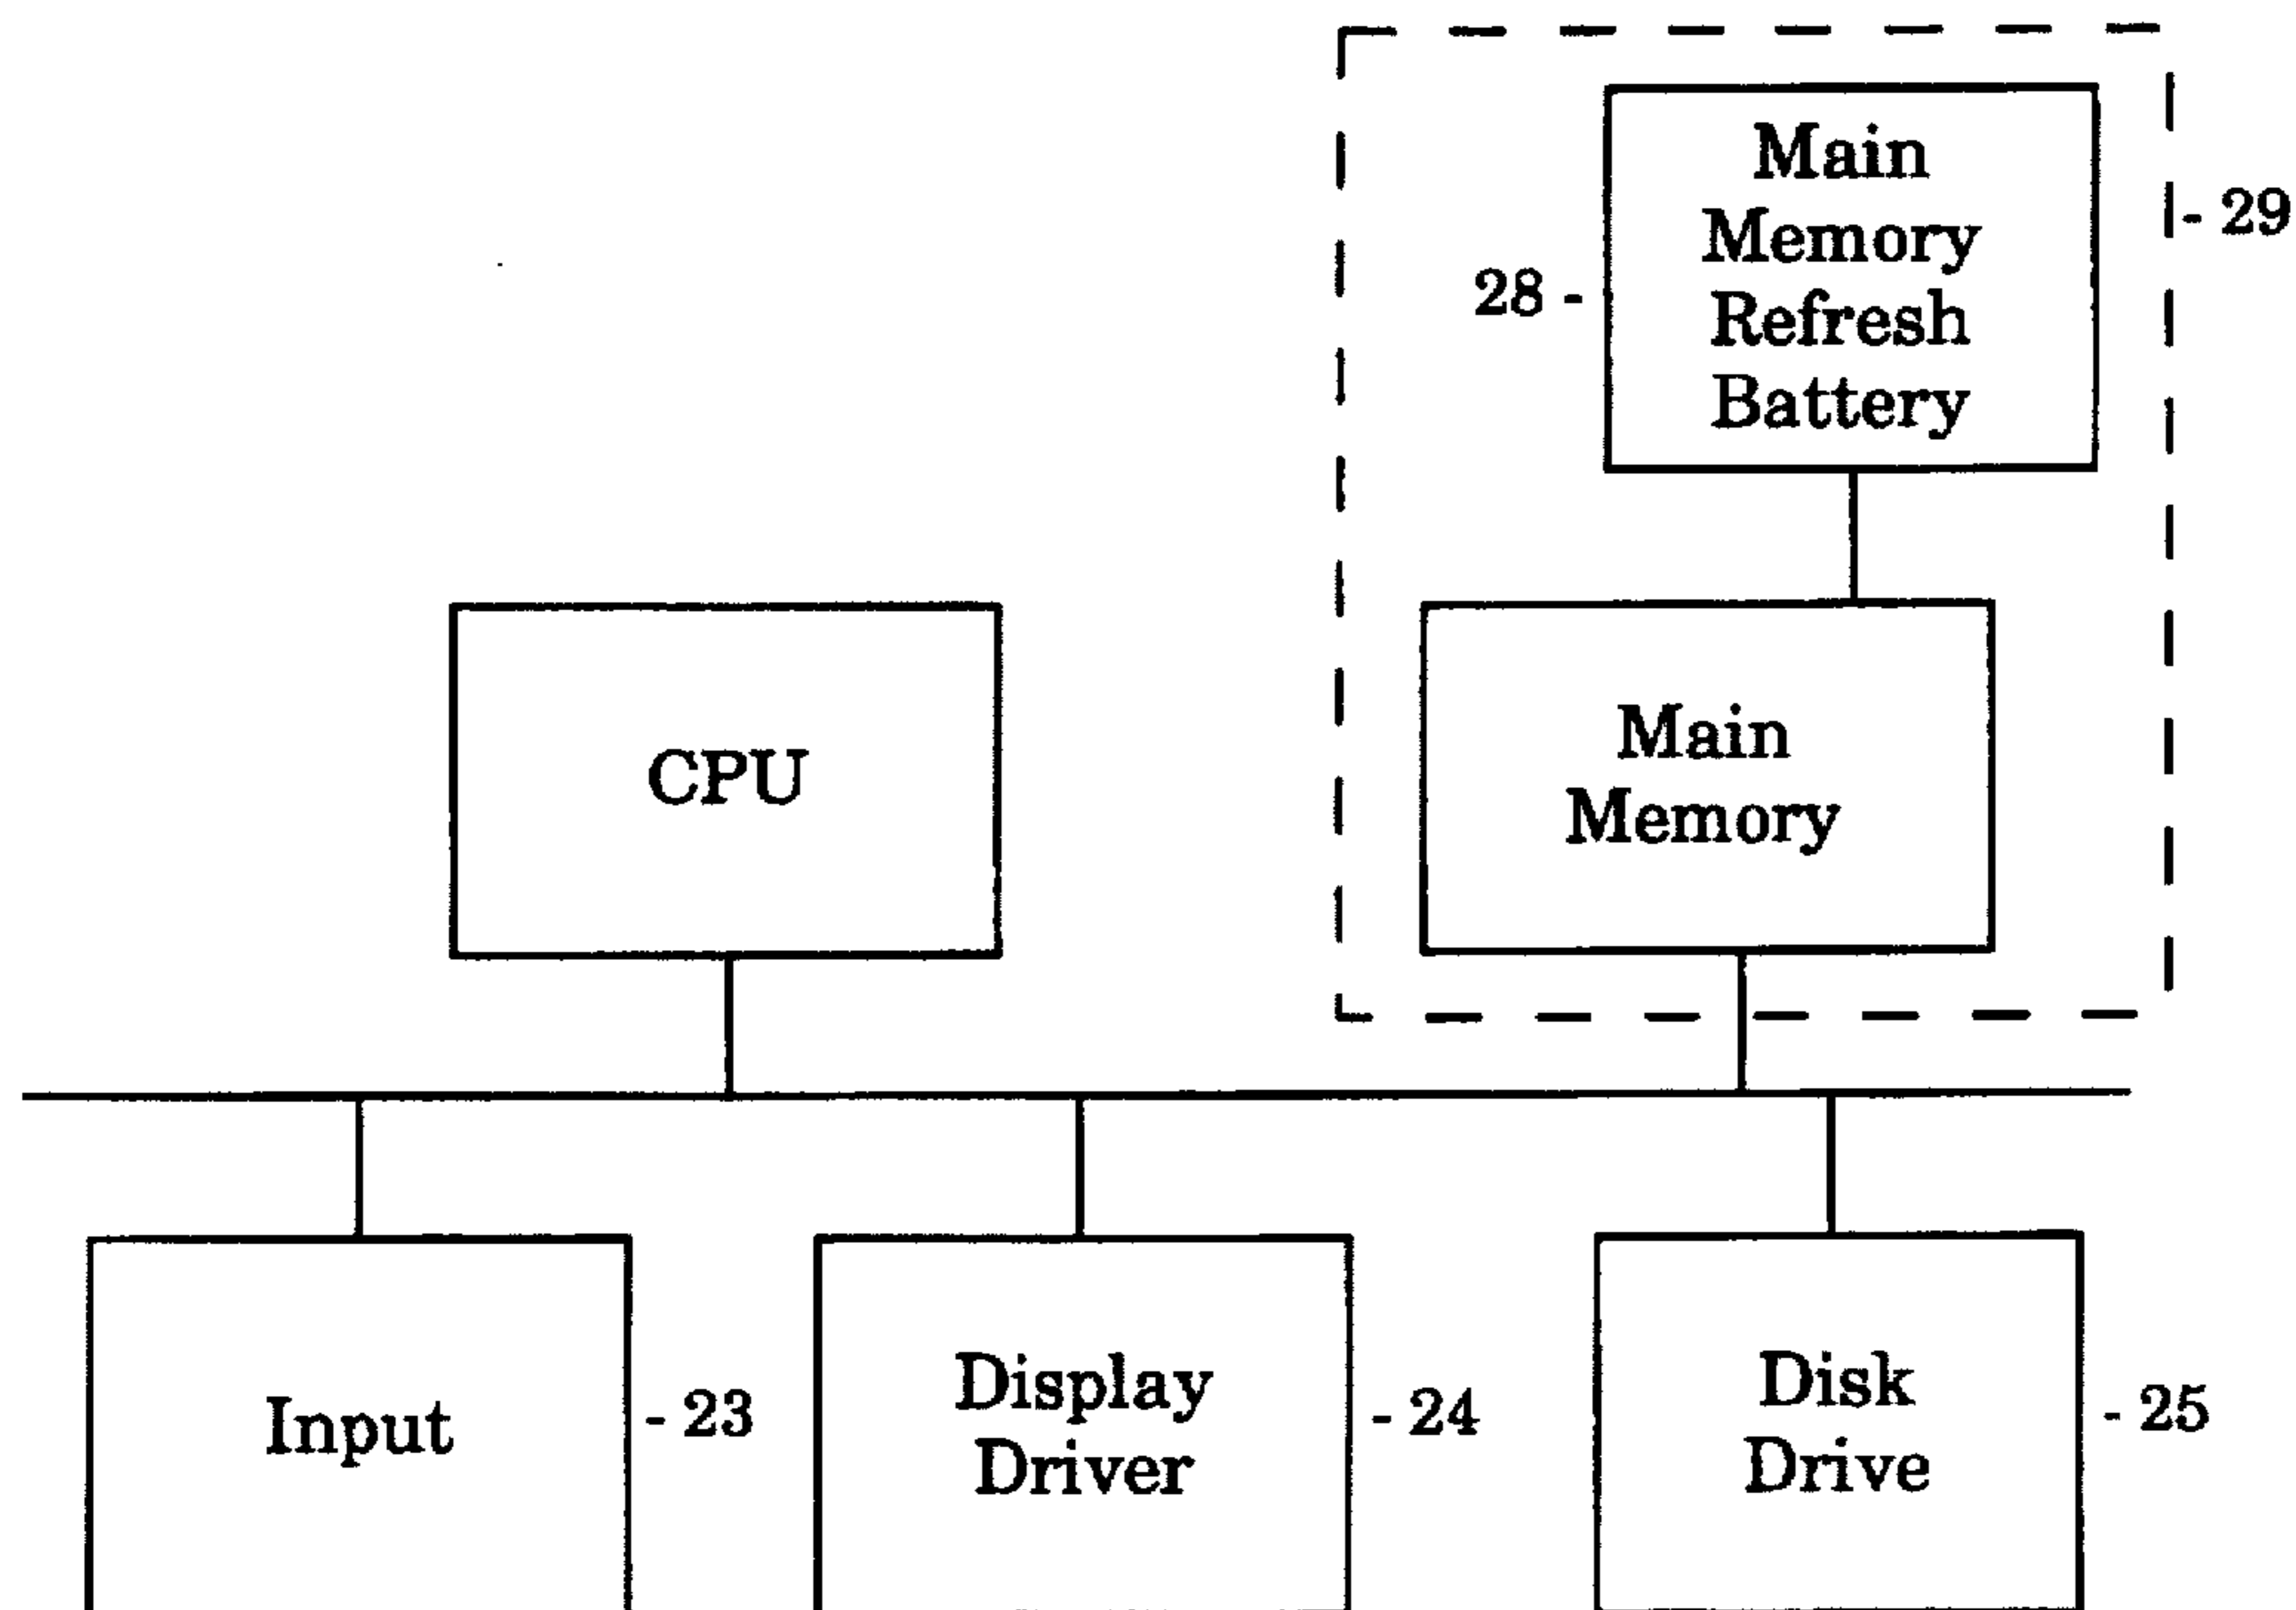 Main
Memory
Refresh
Battery
- 29
28 -
CPU
Main
Memory
Input
- 23
Display
Driver
- 24
Disk
Drive
- 25